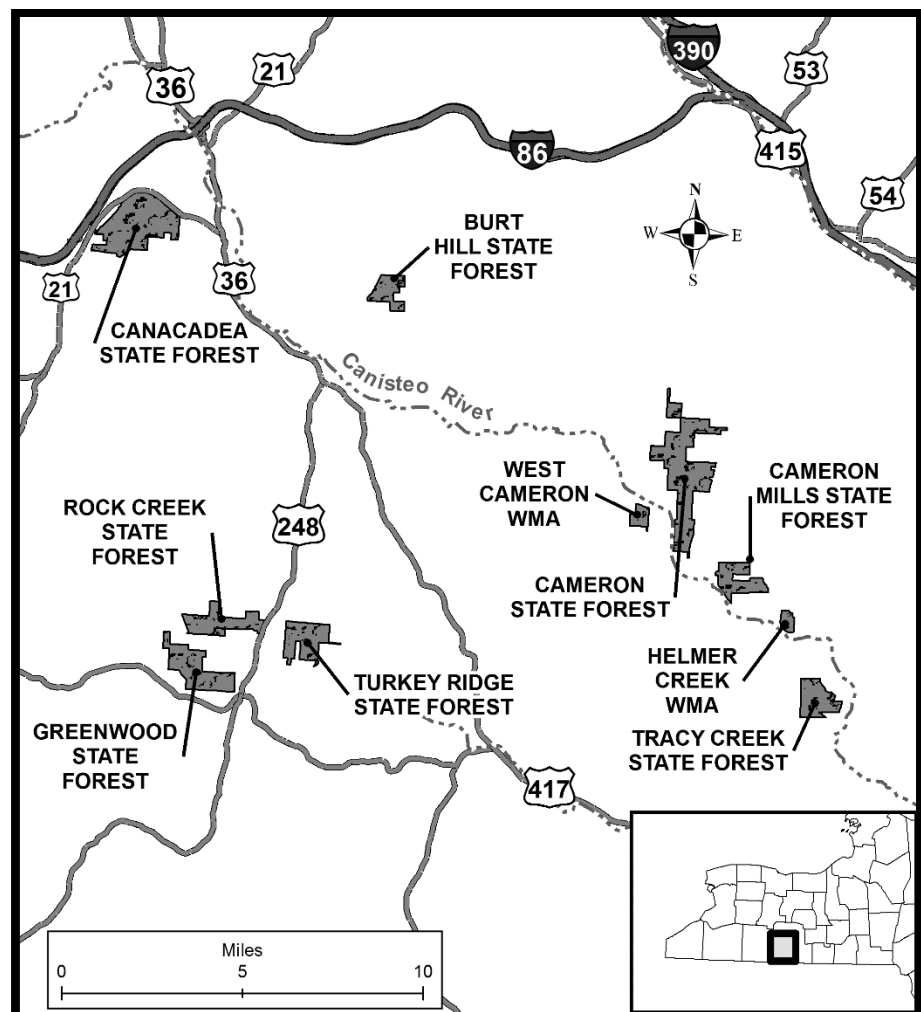 390
53
21
36
86
415
54
N
W
E
S
BURT
HILL STATE
FOREST
21
36
CANACADEA
STATE FOREST
Canisteo River
WEST
CAMERON
WMA
CAMERON
MILLS STATE
FOREST
ROCK CREEK
STATE
FOREST
248
CAMERON
STATE FOREST
HELMER
CREEK
WMA
TURKEY RIDGE
STATE FOREST
GREENWOOD
STATE
FOREST
TRACY CREEK
STATE FOREST
417
Miles
0
5
10